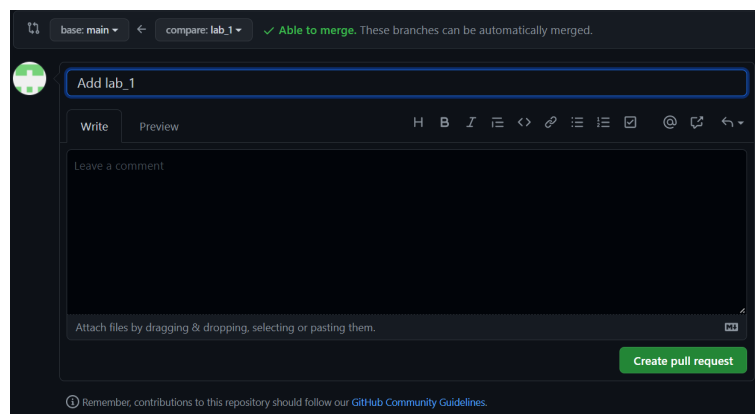 base: main compare: lab_1 Able to merge. These branches can be automatically merged.
Add lab_1
Write Preview
Leave a comment
Attach files by dragging & dropping, selecting or pasting them.
Create pull request
Remember, contributions to this repository should follow our GitHub Community Guidelines.